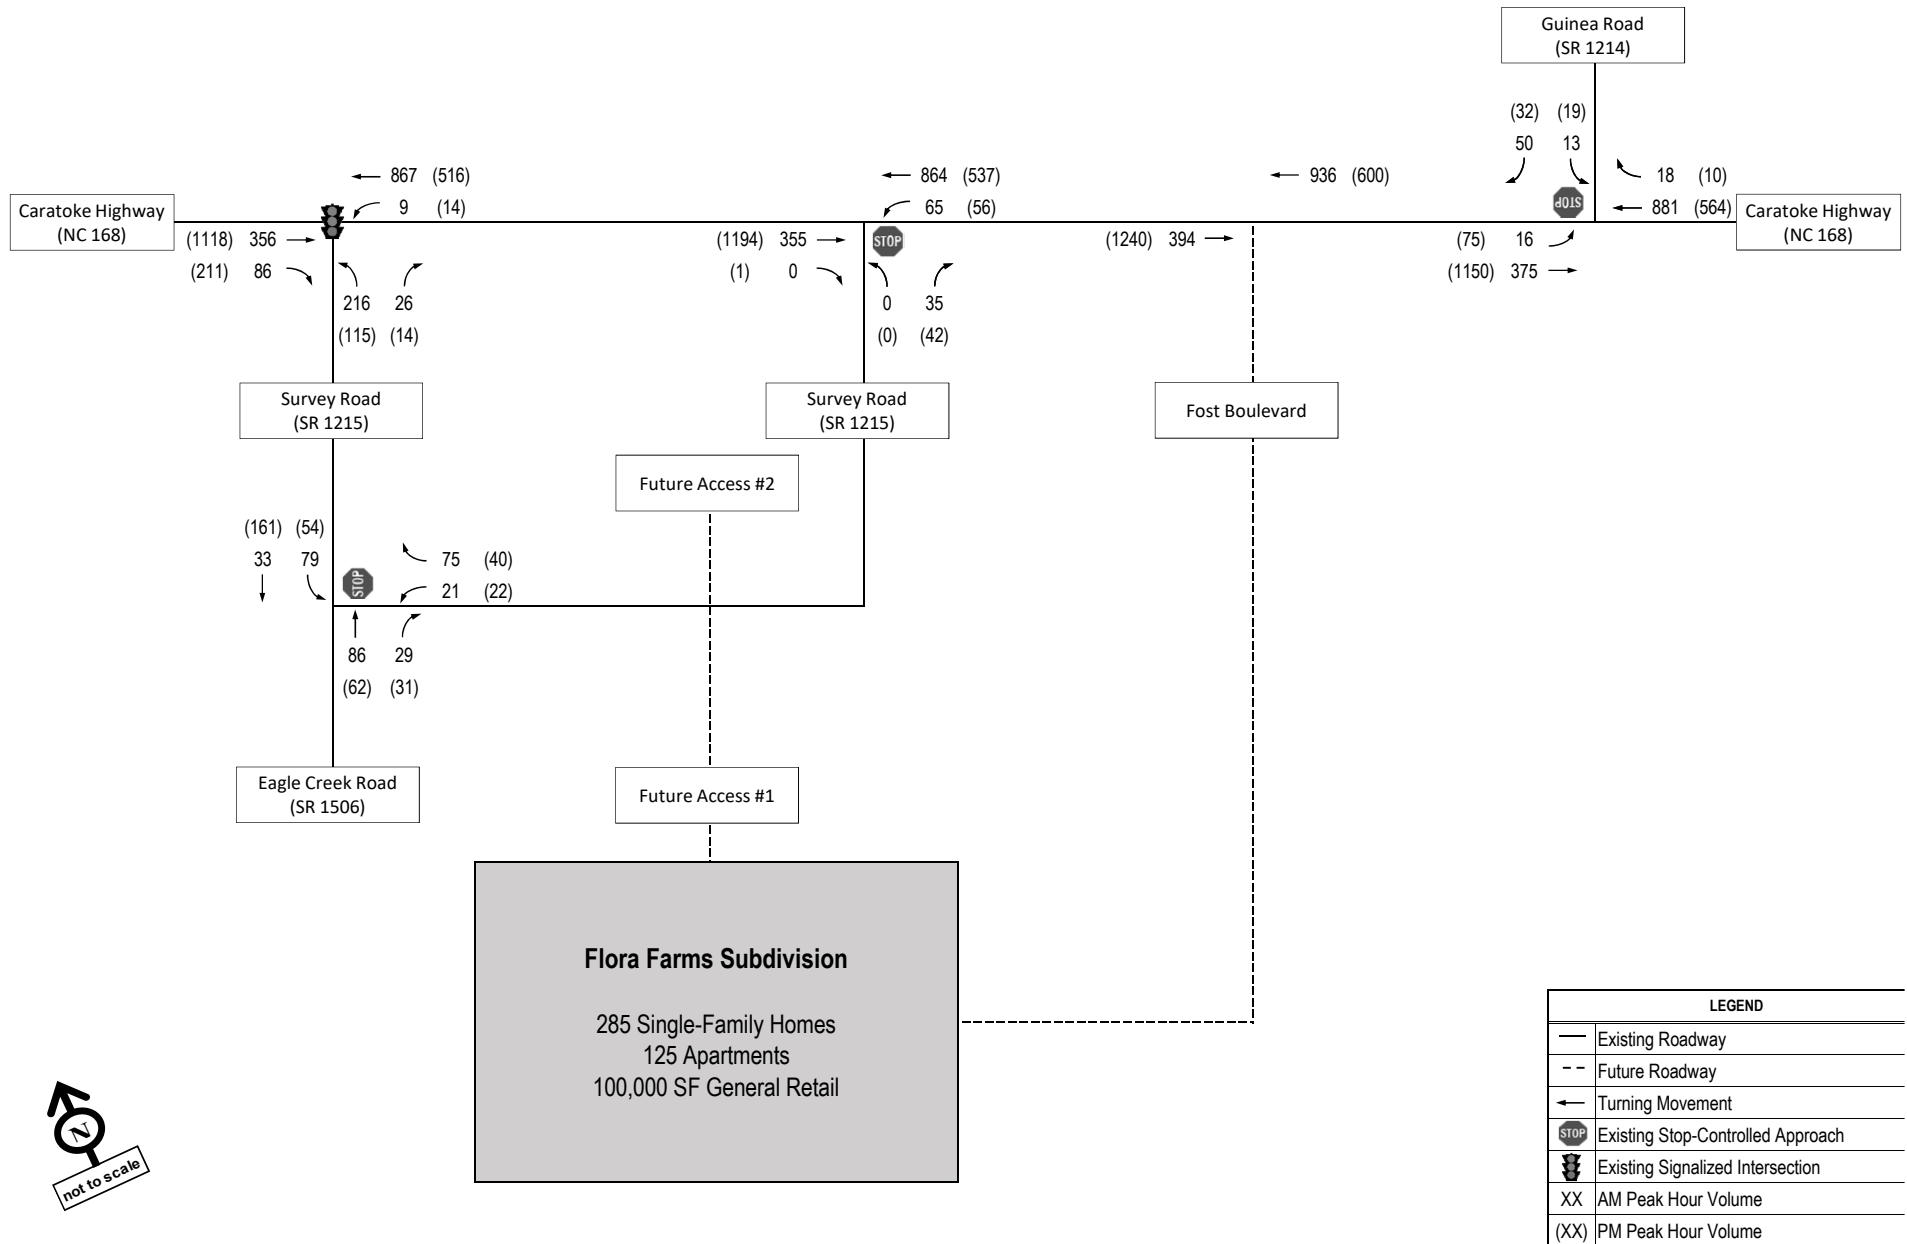 Guinea Road
(SR 1214)
(32) (19)
50 13
867 (516)
9 (14)
864 (537)
65 (56)
936 (600)
18 (10)
881 (564)
Caratoke Highway
(NC 168)
STOP
STOP
Caratoke Highway
(NC 168)
(1118) 356
(211) 86
(1194) 355
(1) 0
(1240) 394
(75) 16
(1150) 375
216 26
(115) (14)
0 35
(0) (42)
Survey Road
(SR 1215)
Survey Road
(SR 1215)
Fost Boulevard
Future Access #2
(161) (54)
33 79
75 (40)
21 (22)
STOP
86 29
(62) (31)
Eagle Creek Road
(SR 1506)
Future Access #1
Flora Farms Subdivision
285 Single-Family Homes
125 Apartments
100,000 SF General Retail
N
not to scale
LEGEND
Existing Roadway
Future Roadway
Turning Movement
STOP Existing Stop-Controlled Approach
Existing Signalized Intersection
XX AM Peak Hour Volume
(XX) PM Peak Hour Volume